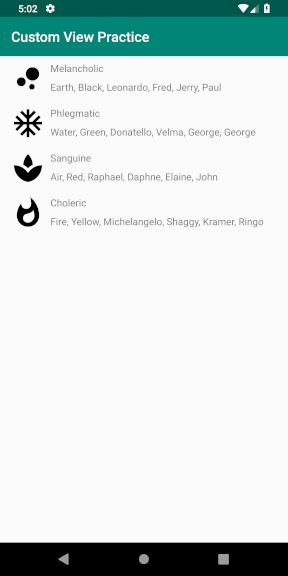 5:02
Custom View Practice
Melancholic
Earth, Black, Leonardo, Fred, Jerry, Paul
Phlegmatic
Water, Green, Donatello, Velma, George, George
Sanguine
Air, Red, Raphael, Daphne, Elaine, John
Choleric
Fire, Yellow, Michelangelo, Shaggy, Kramer, Ringo